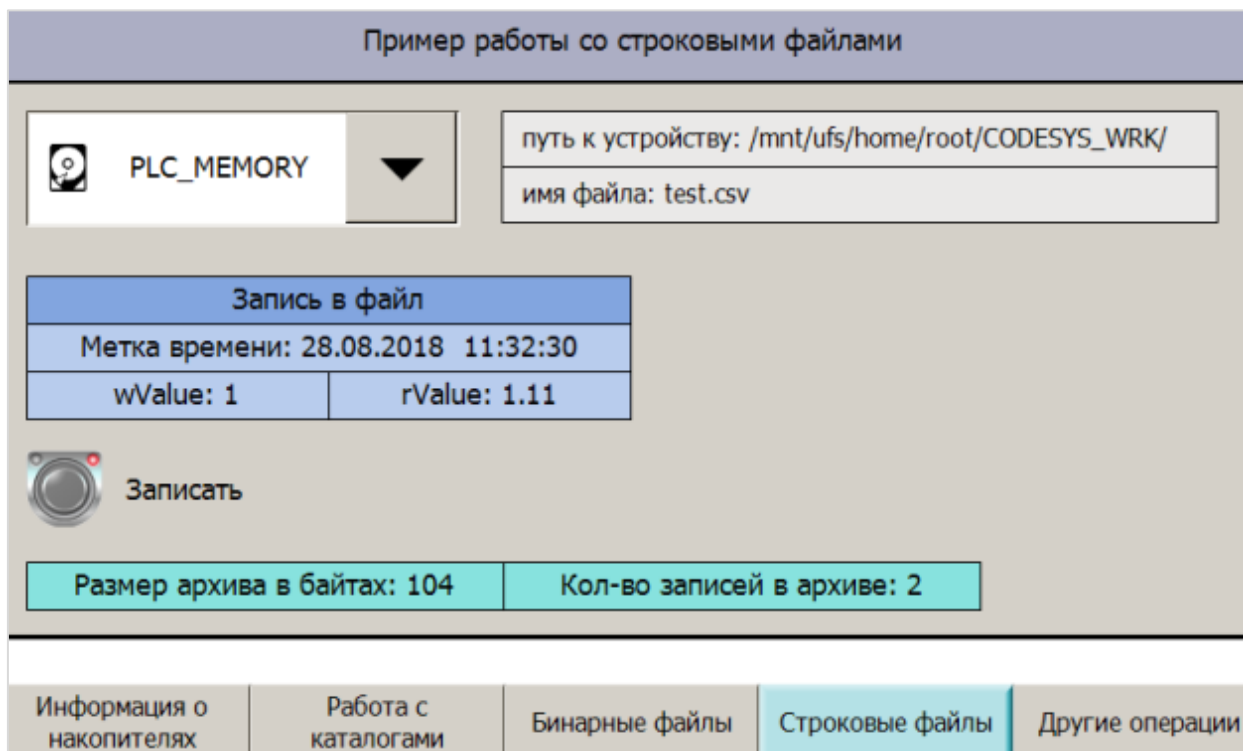 Пример работы со строковыми файлами
PLC_MEMORY
путь к устройству: /mnt/ufs/home/root/CODESYS_WRK/
имя файла: test.csv
Запись в файл
Метка времени: 28.08.2018 11:32:30
wValue: 1
rValue: 1.11
Записать
Размер архива в байтах: 104
Кол-во записей в архиве: 2
Информация о
накопителях
Работа с
каталогами
Бинарные файлы
Строковые файлы
Другие операции